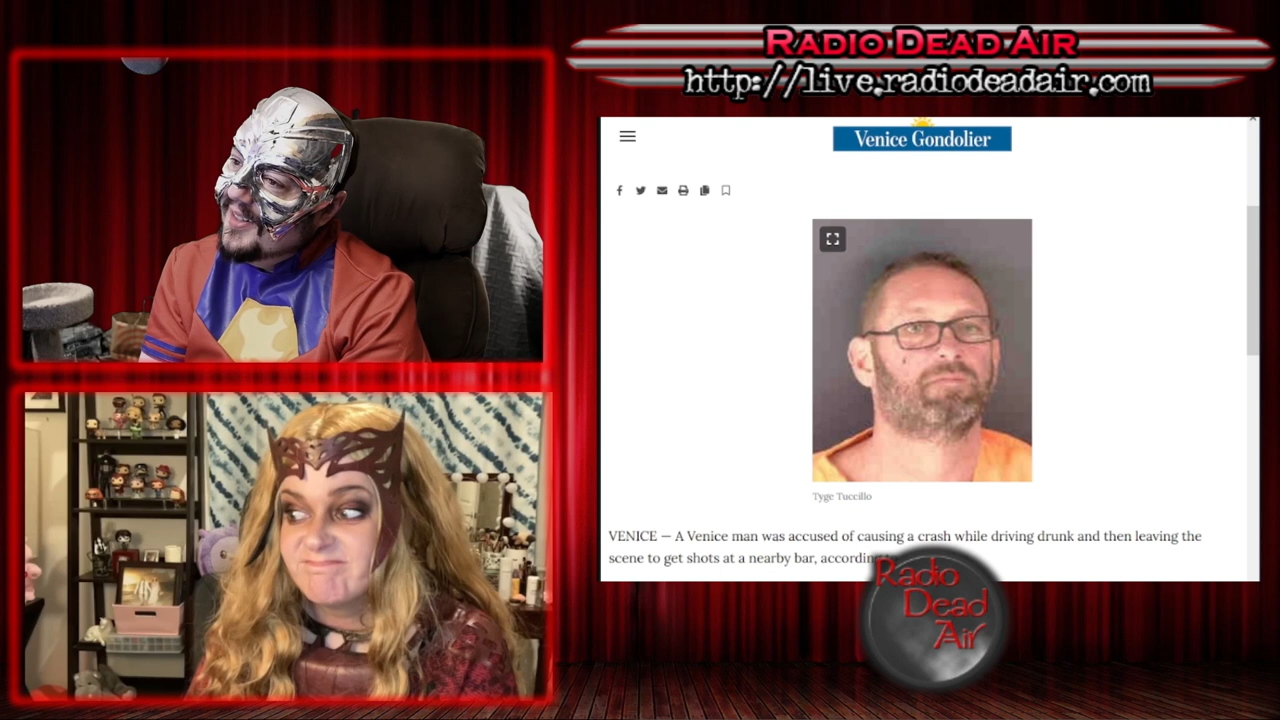 Radio Dead Air
http://live.radiodeadair.com
Venice Gondolier
Tyge Tuccillo
VENICE — A Venice man was accused of causing a crash while driving drunk and then leaving the
scene to get shots at a nearby bar, accordin
Radio
Dead
Air